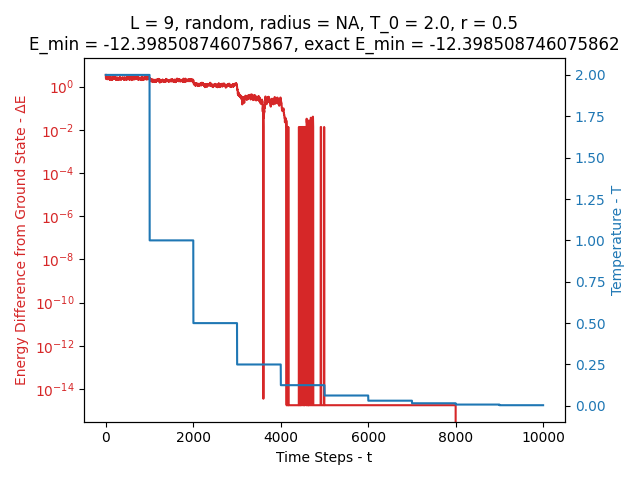 L = 9, random, radius = NA, T_0 = 2.0, r = 0.5
E_min = -12.398508746075867, exact E_min = -12.398508746075862
Energy Difference from Ground State - ΔE
10⁰
10⁻²
10⁻⁴
10⁻⁶
10⁻⁸
10⁻¹⁰
10⁻¹²
10⁻¹⁴
2.00
1.75
1.50
1.25
1.00
0.75
0.50
0.25
0.00
Temperature - T
0 2000 4000 6000 8000 10000
Time Steps - t